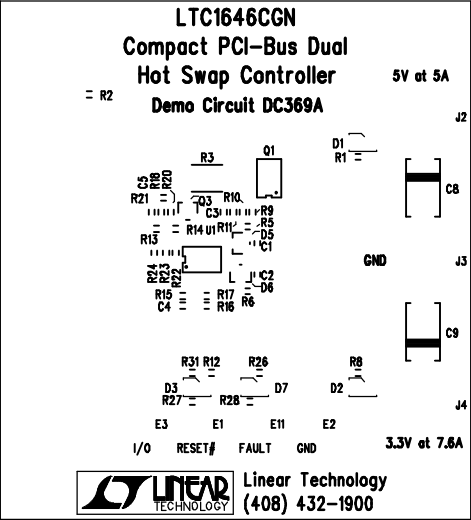 LTC1646CGN
Compact PCI-Bus Dual
Hot Swap Controller
5V at 5A
R2
Demo Circuit DC369A
J2
D1
Q1
R3
R1
C5
R18
R20
C8
R21
Q3
R10
C3
R9
R14
U1
R11
R5
R13
D5
C1
GND
J3
R24
R23
R22
C2
D6
R15
R17
R6
C4
R16
C9
R31
R12
R26
R8
D3
D7
D2
R27
R28
J4
E3
E1
E11
E2
I/O
RESET#
FAULT
GND
3.3V at 7.6A
LINEAR
TECHNOLOGY
Linear Technology
(408) 432-1900